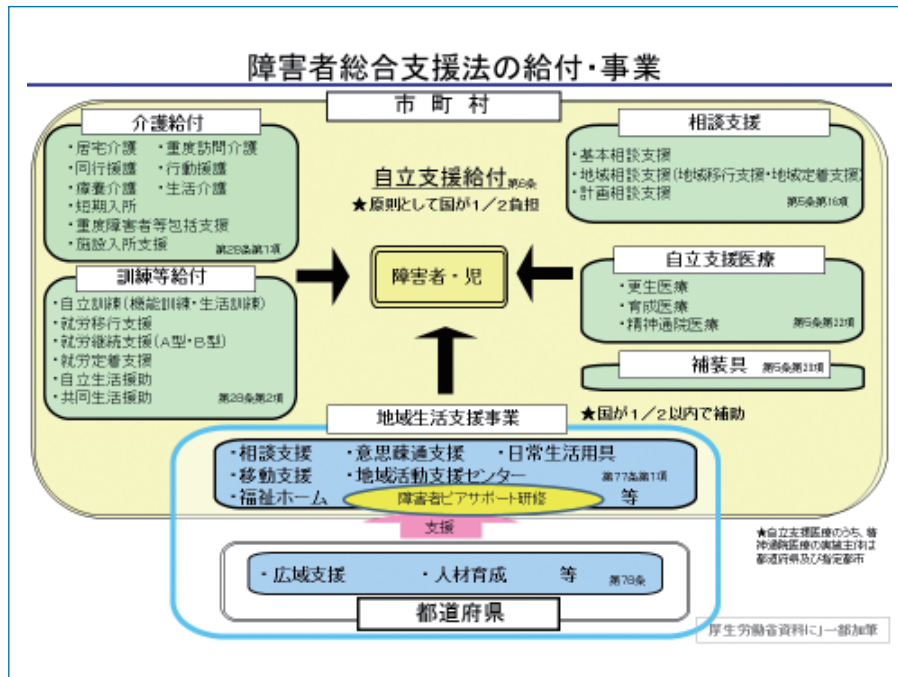 障害者総合支援法の給付・事業
市町村
介護給付
・居宅介護　・重度訪問介護
・同行援護　・行動援護
・療養介護　・生活介護
・短期入所
・重度障害者等包括支援
・施設入所支援　第28条第1項
訓練等給付
・自立訓練(機能訓練・生活訓練)
・就労移行支援
・就労継続支援(A型・B型)
・就労定着支援
・自立生活援助
・共同生活援助　第28条第2項
自立支援給付 第6条
★原則として国が1／2負担
障害者・児
相談支援
・基本相談支援
・地域相談支援(地域移行支援・地域定着支援)
・計画相談支援　第5条第18項
自立支援医療
・更生医療
・育成医療
・精神通院医療　第5条第22項
補装具　第5条第23項
地域生活支援事業　★国が1／2以内で補助
・相談支援　・意思疎通支援　・日常生活用具
・移動支援　・地域活動支援センター　第77条第1項
・福祉ホーム　障害者ピアサポート研修　等
支援
・広域支援　・人材育成　等　第78条
都道府県
★自立支援医療のうち、精
神通院医療の実施主体は
都道府県及び指定都市
厚生労働省資料にJ一部加筆